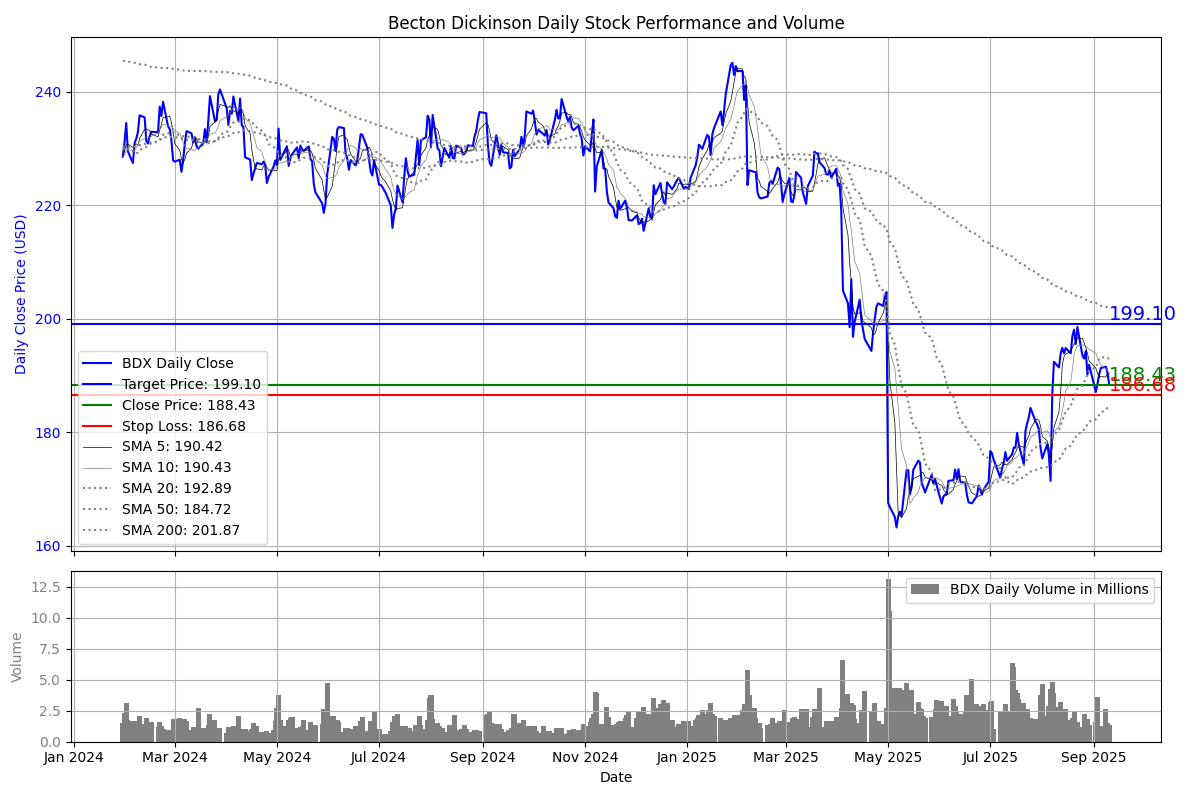 Becton Dickinson Daily Stock Performance and Volume
Daily Close Price (USD)
240
220
200
180
160
199.10
188.43
186.68
BDX Daily Close
Target Price: 199.10
Close Price: 188.43
Stop Loss: 186.68
SMA 5: 190.42
SMA 10: 190.43
SMA 20: 192.89
SMA 50: 184.72
SMA 200: 201.87
Volume
12.5
10.0
7.5
5.0
2.5
0.0
BDX Daily Volume in Millions
Jan 2024 Mar 2024 May 2024 Jul 2024 Sep 2024 Nov 2024 Jan 2025 Mar 2025 May 2025 Jul 2025 Sep 2025
Date